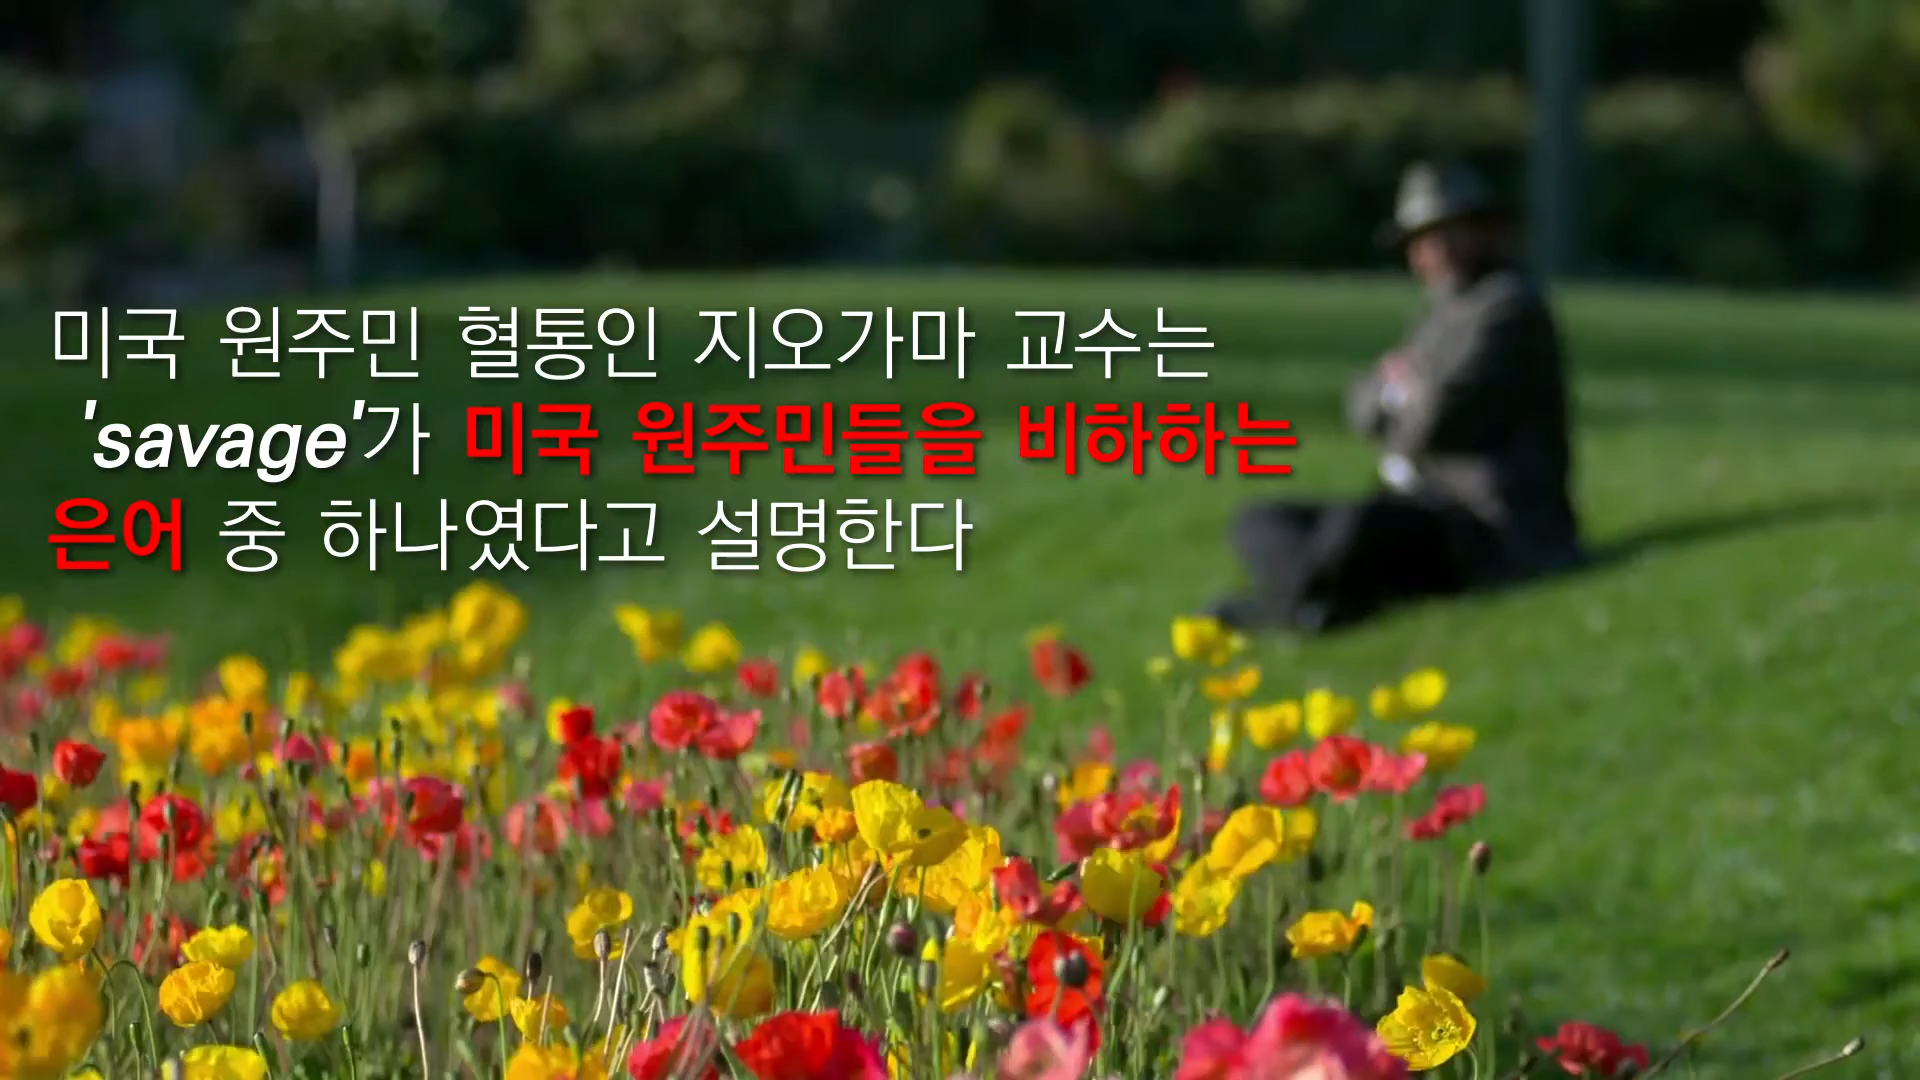 미국 원주민 혈통인 지오가마 교수는
'savage'가 미국 원주민들을 비하하는
은어 중 하나였다고 설명한다